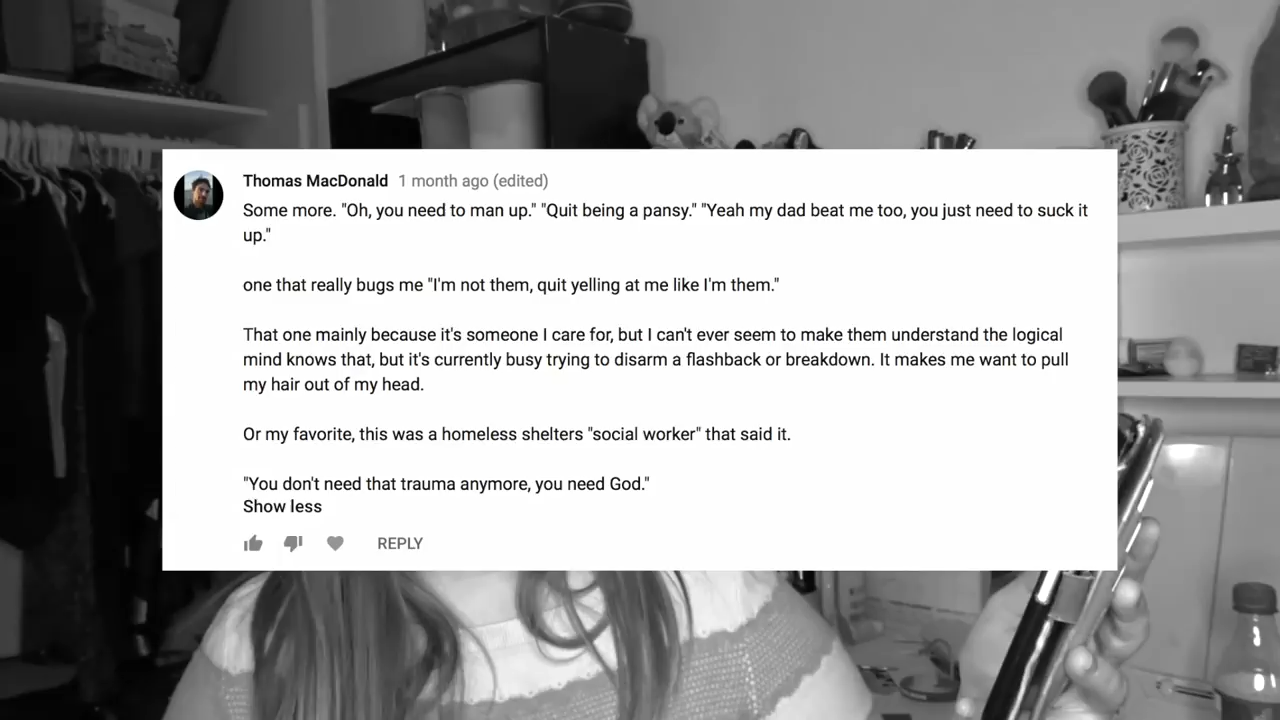 Thomas MacDonald 1 month ago (edited)
Some more. "Oh, you need to man up." "Quit being a pansy." "Yeah my dad beat me too, you just need to suck it
up."
one that really bugs me "I'm not them, quit yelling at me like I'm them."
That one mainly because it's someone I care for, but I can't ever seem to make them understand the logical
mind knows that, but it's currently busy trying to disarm a flashback or breakdown. It makes me want to pull
my hair out of my head.
Or my favorite, this was a homeless shelters "social worker" that said it.
"You don't need that trauma anymore, you need God."
Show less
REPLY